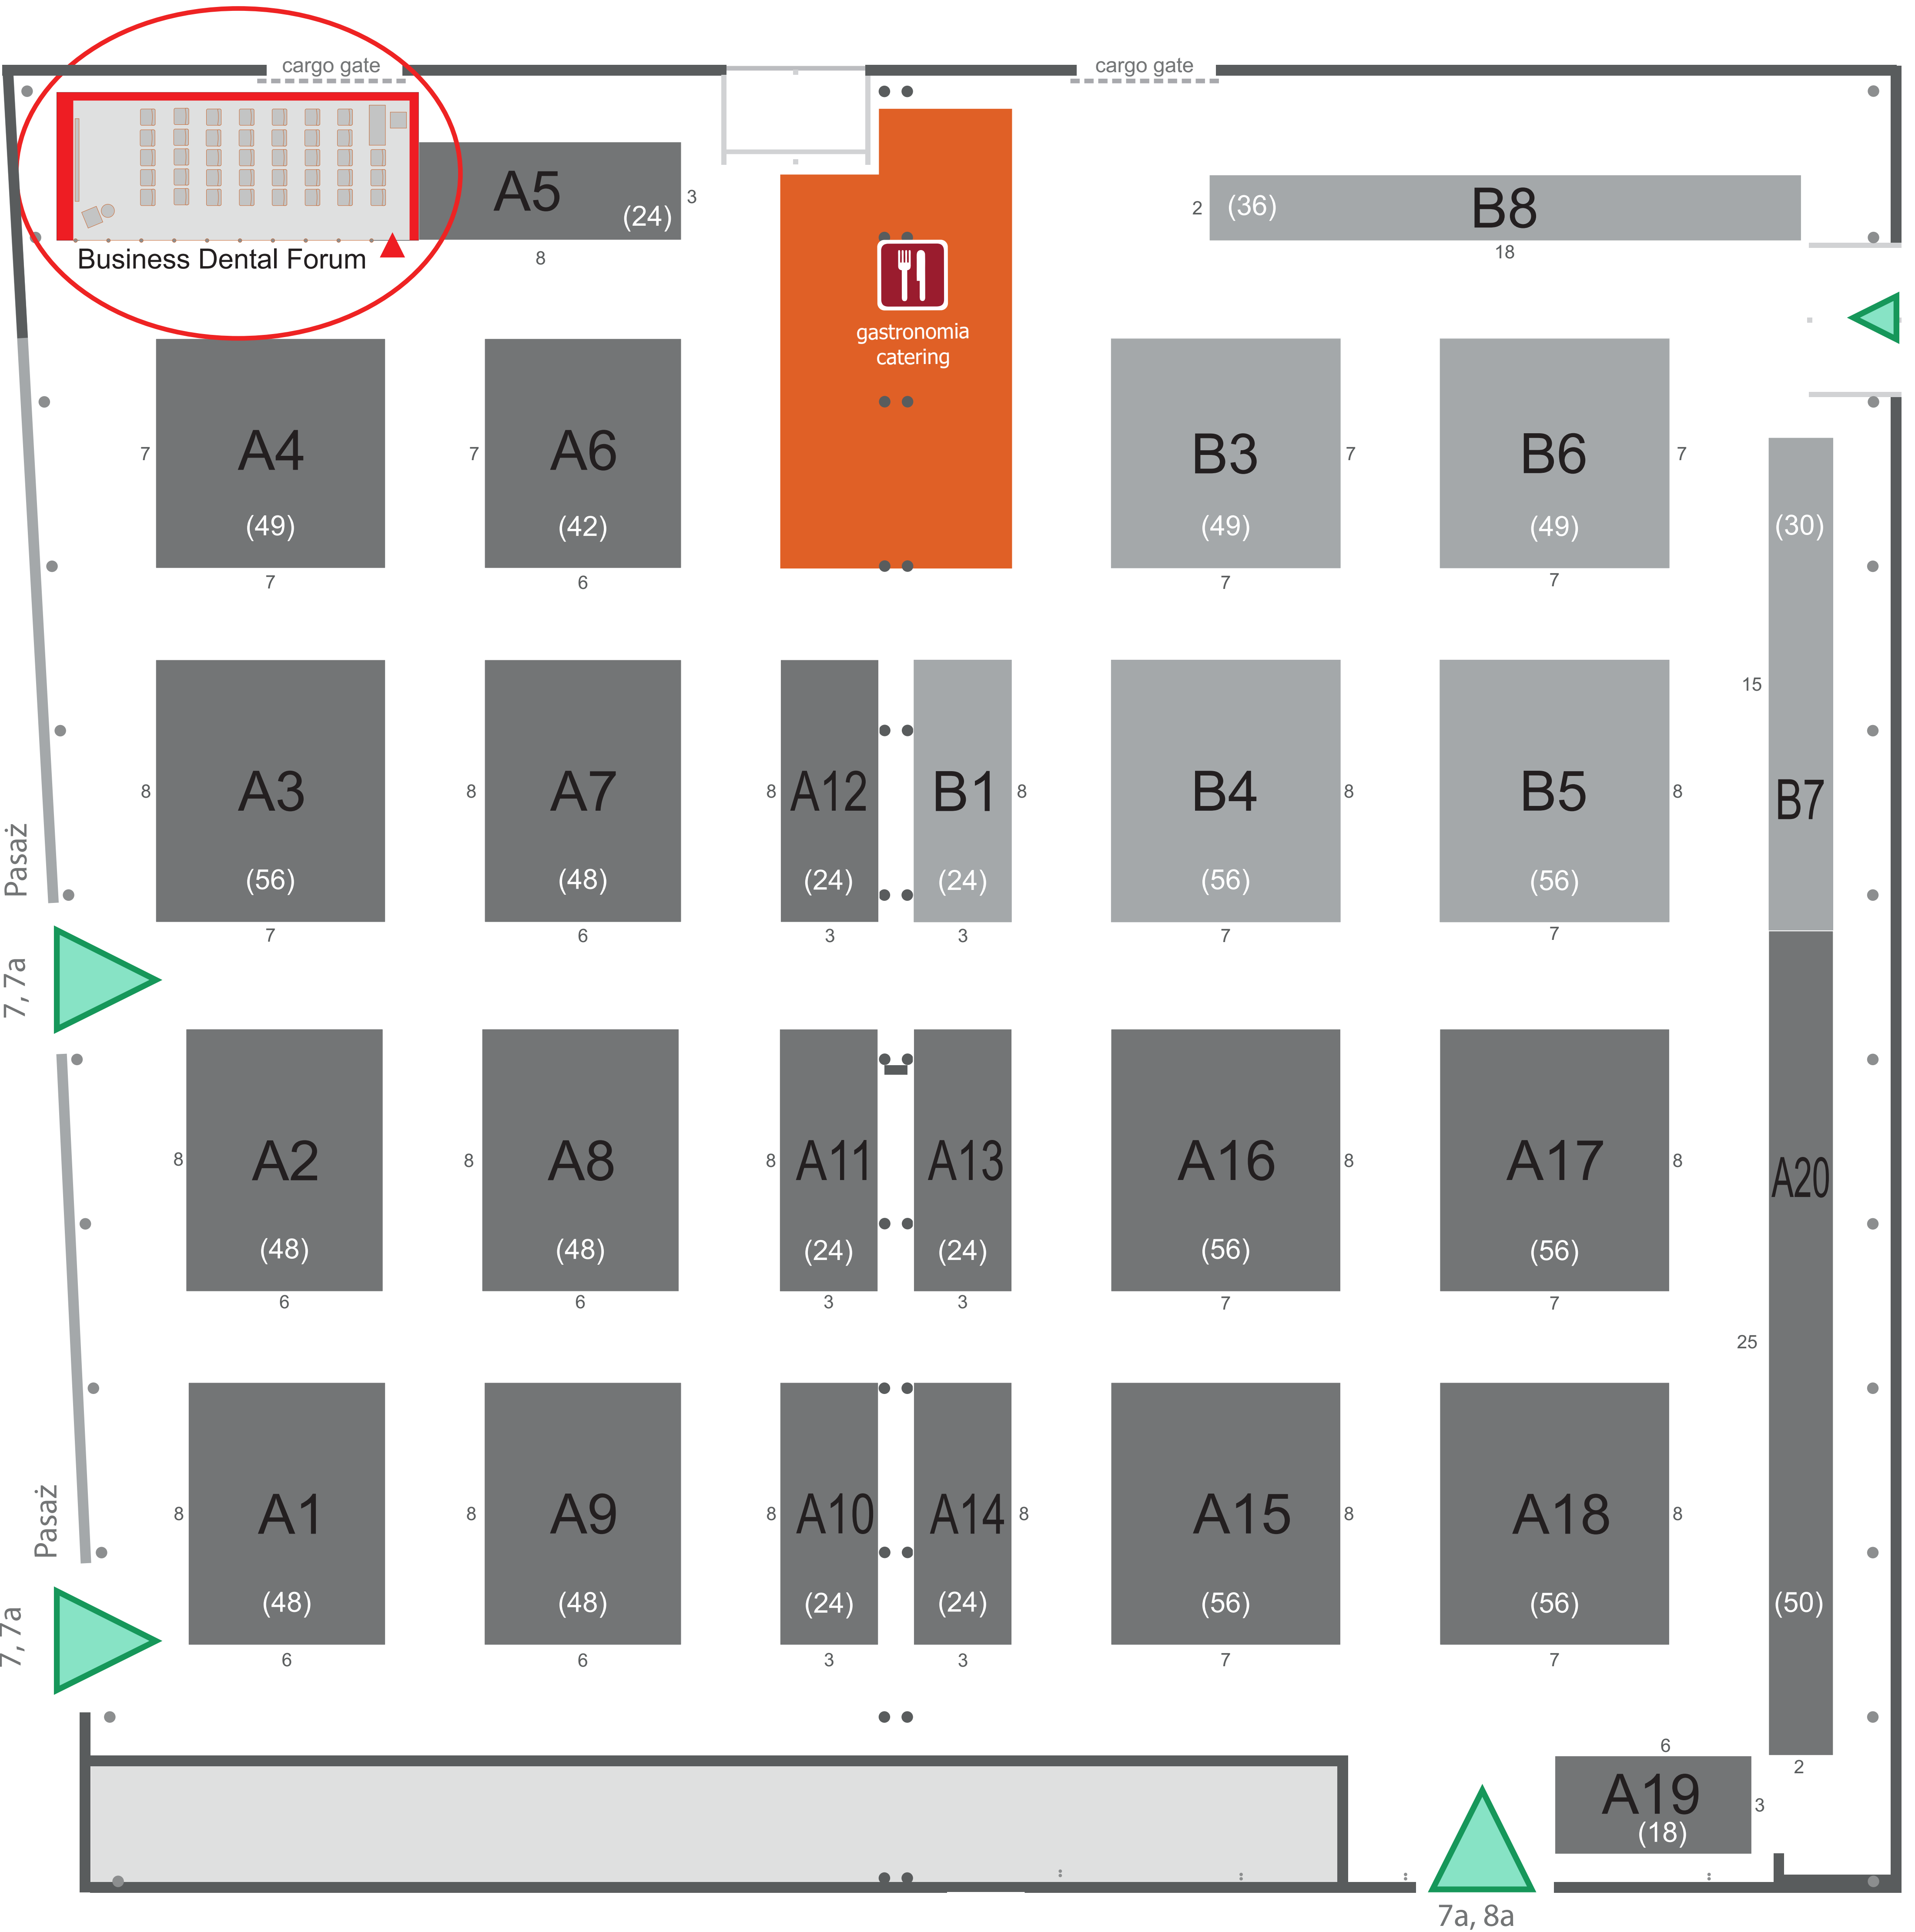 cargo gate
cargo gate
A5
(24)
3
8
Business Dental Forum
2
(36)
B8
18
gastronomia
catering
7
A4
(49)
7
7
A6
(42)
6
B3
(49)
7
7
B6
(49)
7
7
(30)
15
B7
8
A3
(56)
7
8
A7
(48)
6
8
A12
(24)
3
B1
(24)
8
3
B4
(56)
8
7
B5
(56)
8
7
Pasaż
7, 7a
8
A2
(48)
6
8
A8
(48)
6
8
A11
(24)
3
A13
(24)
3
A16
(56)
8
7
A17
(56)
8
7
A20
25
(50)
2
Pasaż
7, 7a
8
A1
(48)
6
8
A9
(48)
6
8
A10
(24)
3
A14
(24)
8
3
A15
(56)
8
7
A18
(56)
8
7
6
A19
(18)
3
7a, 8a